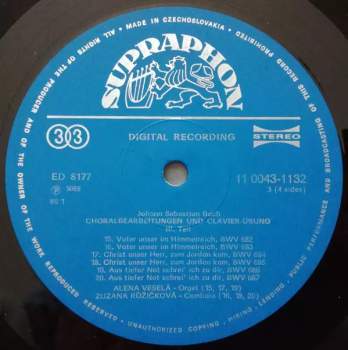 • MADE IN CZECHOSLOVAKIA •
ALL RIGHTS OF THE PRODUCER AND OF THE OWNER OF THE WORK REPRODUCED RESERVED
UNAUTHORIZED COPYING, HIRING, LENDING, PUBLIC PERFORMANCE AND BROADCASTING OF THIS RECORD PROHIBITED
SUPRAPHON
33
DIGITAL RECORDING
STEREO
ED 8177
11 0043-1132
3 (4 sides)
Johann Sebastian Bach
CHORALBEARBEITUNGEN UND CLAVIER-ÜBUNG
III. Teil
15. Vater unser im Himmelreich, BWV 682
16. Vater unser im Himmelreich, BWV 683
17. Christ unser Herr, zum Jordan kam, BWV 684
18. Christ unser Herr, zum Jordan kam, BWV 685
19. Aus tiefer Not schrei' ich zu dir, BWV 686
20. Aus tiefer Not schrei' ich zu dir, BWV 687
ALENA VESELÁ - Orgel (15, 17, 19)
ZUZANA RŮŽIČKOVÁ - Cembalo (16, 18, 20)